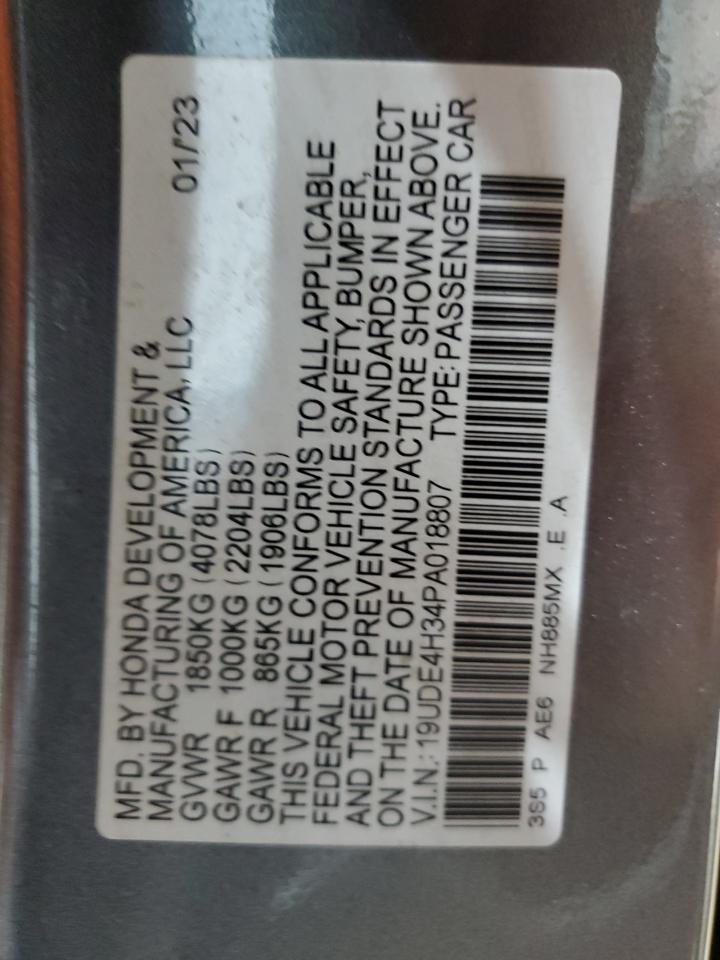 MFD. BY HONDA DEVELOPMENT &
MANUFACTURING OF AMERICA, LLC 01/'23
GVWR 1850KG (4078LBS)
GAWR F 1000KG (2204LBS)
GAWR R 865KG (1906LBS)
THIS VEHICLE CONFORMS TO ALL APPLICABLE
FEDERAL MOTOR VEHICLE SAFETY, BUMPER,
AND THEFT PREVENTION STANDARDS IN EFFECT
ON THE DATE OF MANUFACTURE SHOWN ABOVE.
V.I.N.: 19UDE4H34PA018807 TYPE: PASSENGER CAR
3S5 P AE6 NH885MX .E .A